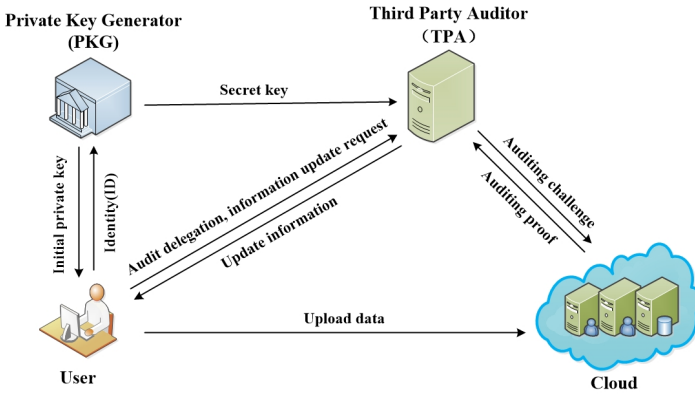 Private Key Generator
(PKG)
Third Party Auditor
(TPA）
Secret key
Initial private key
Identity(ID)
Audit delegation, information update request
Update information
Auditing challenge
Auditing proof
Upload data
User
Cloud